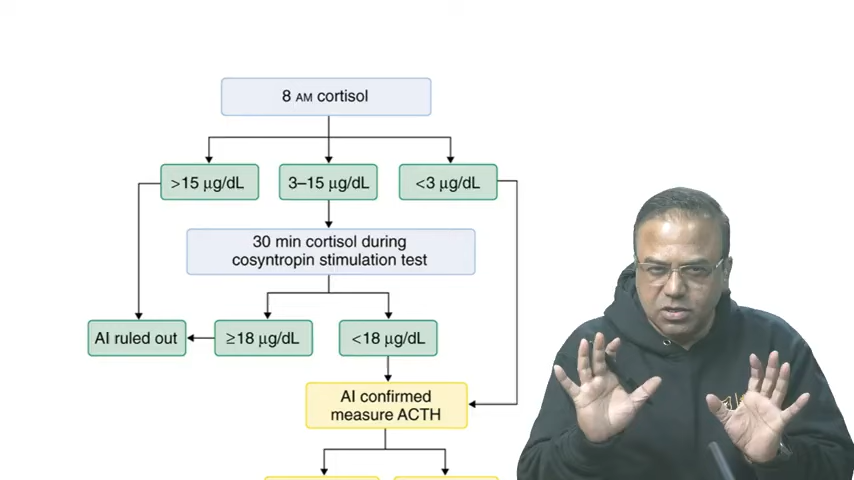 8 AM cortisol
>15 µg/dL
3–15 µg/dL
<3 µg/dL
30 min cortisol during
cosyntropin stimulation test
AI ruled out
≥18 µg/dL
<18 µg/dL
AI confirmed
measure ACTH